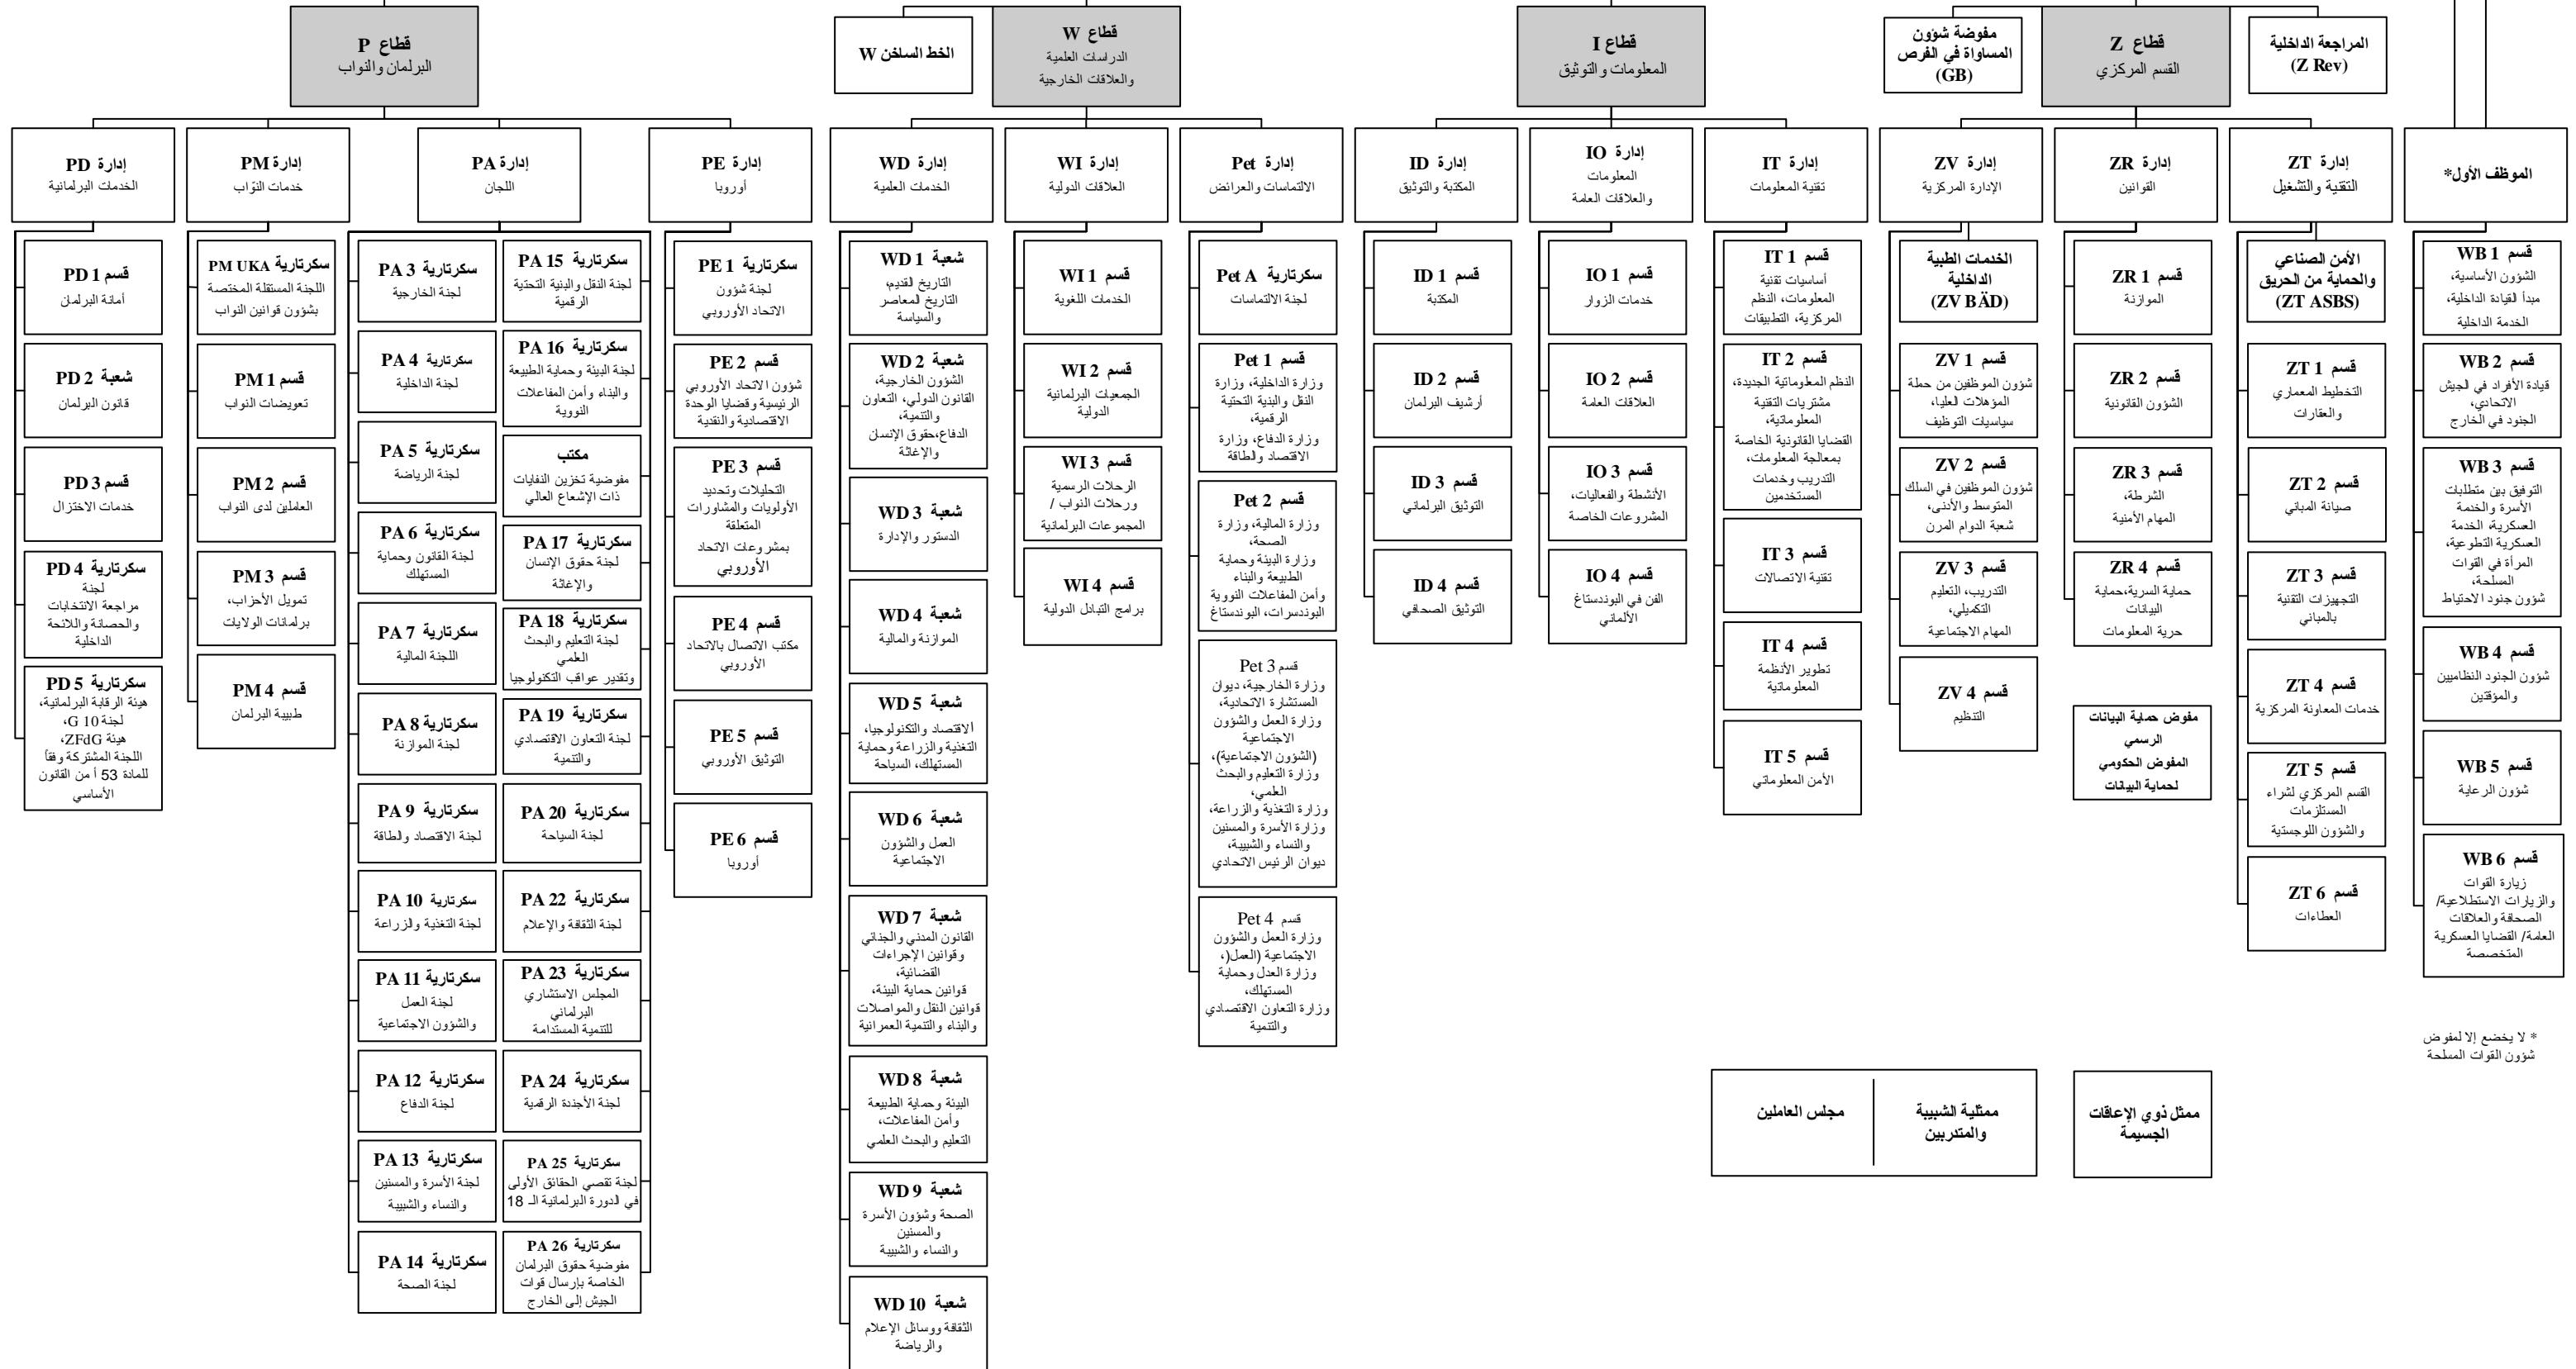 قطاع P
البرلمان والنواب
الخط الساخن W
قطاع W
الدراسات العلمية
والعلاقات الخارجية
قطاع I
المعلومات والتوثيق
مفوضة شؤون
المساواة في الفرص
(GB)
قطاع Z
القسم المركزي
المراجعة الداخلية
(Z Rev)
إدارة PD
الخدمات البرلمانية
إدارة PM
خدمات النوّاب
إدارة PA
اللجان
إدارة PE
أوروبا
إدارة WD
الخدمات العلمية
إدارة WI
العلاقات الدولية
إدارة Pet
الالتماسات والعرائض
إدارة ID
المكتبة والتوثيق
إدارة IO
المعلومات
والعلاقات العامة
إدارة IT
تقنية المعلومات
إدارة ZV
الإدارة المركزية
إدارة ZR
القوانين
إدارة ZT
التقنية والتشغيل
الموظف الأول*
قسم PD 1
أمانة البرلمان
شعبة PD 2
قانون البرلمان
قسم PD 3
خدمات الاختزال
سكرتارية PD 4
لجنة
مراجعة الانتخابات
والحصانة واللائحة
الداخلية
سكرتارية PD 5
هيئة الرقابة البرلمانية،
لجنة G 10،
هيئة ZFdG،
اللجنة المشتركة وفقاً
للمادة 53 أ من القانون
الأساسي
سكرتارية PM UKA
اللجنة المستقلة المختصة
بشؤون قوانين النواب
قسم PM 1
تعويضات النواب
قسم PM 2
العاملين لدى النواب
قسم PM 3
تمويل الأحزاب،
برلمانات الولايات
قسم PM 4
طبيبة البرلمان
سكرتارية PA 3
لجنة الخارجية
سكرتارية PA 4
لجنة الداخلية
سكرتارية PA 5
لجنة الرياضة
سكرتارية PA 6
لجنة القانون وحماية
المستهلك
سكرتارية PA 7
اللجنة المالية
سكرتارية PA 8
لجنة الموازنة
سكرتارية PA 9
لجنة الاقتصاد والطاقة
سكرتارية PA 10
لجنة التغذية والزراعة
سكرتارية PA 11
لجنة العمل
والشؤون الاجتماعية
سكرتارية PA 12
لجنة الدفاع
سكرتارية PA 13
لجنة الأسرة والمسنين
والنساء والشبيبة
سكرتارية PA 14
لجنة الصحة
سكرتارية PA 15
لجنة النقل والبنية التحتية
الرقمية
سكرتارية PA 16
لجنة البيئة وحماية الطبيعة
والبناء وأمن المفاعلات
النووية
مكتب
مفوضية تخزين النفايات
ذات الإشعاع العالي
سكرتارية PA 17
لجنة حقوق الإنسان
والإغاثة
سكرتارية PA 18
لجنة التعليم والبحث
العلمي
وتقدير عواقب التكنولوجيا
سكرتارية PA 19
لجنة التعاون الاقتصادي
والتنمية
سكرتارية PA 20
لجنة السياحة
سكرتارية PA 22
لجنة الثقافة والإعلام
سكرتارية PA 23
المجلس الاستشاري
البرلماني
للتنمية المستدامة
سكرتارية PA 24
لجنة الأجندة الرقمية
سكرتارية PA 25
لجنة تقصي الحقائق الأولى
في الدورة البرلمانية الـ 18
سكرتارية PA 26
مفوضية حقوق البرلمان
الخاصة بإرسال قوات
الجيش إلى الخارج
سكرتارية PE 1
لجنة شؤون
الاتحاد الأوروبي
قسم PE 2
شؤون الاتحاد الأوروبي
الرئيسية وقضايا الوحدة
الاقتصادية والنقدية
قسم PE 3
التحليلات وتحديد
الأولويات والمشاورات
المتعلقة
بمشروعات الاتحاد
الأوروبي
قسم PE 4
مكتب الاتصال بالاتحاد
الأوروبي
قسم PE 5
التوثيق الأوروبي
قسم PE 6
أوروبا
شعبة WD 1
التاريخ القديم،
التاريخ المعاصر
والسياسة
شعبة WD 2
الشؤون الخارجية،
القانون الدولي، التعاون
والتنمية،
الدفاع،حقوق الإنسان
والإغاثة
شعبة WD 3
الدستور والإدارة
شعبة WD 4
الموازنة والمالية
شعبة WD 5
ألاقتصاد والتكنولوجيا،
التغذية والزراعة وحماية
المستهلك، السياحة
شعبة WD 6
العمل والشؤون
الاجتماعية
شعبة WD 7
القانون المدني والجنائي
وقوانين الإجراءات
القضائية،
قوانين حماية البيئة،
قوانين النقل والمواصلات
والبناء والتنمية العمرانية
شعبة WD 8
البيئة وحماية الطبيعة
وأمن المفاعلات،
التعليم والبحث العلمي
شعبة WD 9
الصحة وشؤون الأسرة
والمسنين
والنساء والشبيبة
شعبة WD 10
الثقافة ووسائل الإعلام
والرياضة
قسم WI 1
الخدمات اللغوية
قسم WI 2
الجمعيات البرلمانية
الدولية
قسم WI 3
الرحلات الرسمية
ورحلات النواب /
المجموعات البرلمانية
قسم WI 4
برامج التبادل الدولية
سكرتارية Pet A
لجنة الالتماسات
قسم Pet 1
وزارة الداخلية، وزارة
النقل والبنية التحتية
الرقمية،
وزارة الدفاع، وزارة
الاقتصاد والطاقة
قسم Pet 2
وزارة المالية، وزارة
الصحة،
وزارة البيئة وحماية
الطبيعة والبناء
وأمن المفاعلات النووية
البوندسرات، البوندستاغ
قسم Pet 3
وزارة الخارجية، ديوان
المستشارة الاتحادية،
وزارة العمل والشؤون
الاجتماعية
(الشؤون الاجتماعية)،
وزارة التعليم والبحث
العلمي،
وزارة التغذية والزراعة،
وزارة الأسرة والمسنين
والنساء والشبيبة،
ديوان الرئيس الاتحادي
قسم Pet 4
وزارة العمل والشؤون
الاجتماعية (العمل(،
وزارة العدل وحماية
المستهلك،
وزارة التعاون الاقتصادي
والتنمية
قسم ID 1
المكتبة
قسم ID 2
أرشيف البرلمان
قسم ID 3
التوثيق البرلماني
قسم ID 4
التوثيق الصحافي
قسم IO 1
خدمات الزوار
قسم IO 2
العلاقات العامة
قسم IO 3
الأنشطة والفعاليات،
المشروعات الخاصة
قسم IO 4
الفن في البوندستاغ
الألماني
قسم IT 1
أساسيات تقنية
المعلومات، النظم
المركزية، التطبيقات
قسم IT 2
النظم المعلوماتية الجديدة،
مشتريات التقنية
المعلوماتية،
القضايا القانونية الخاصة
بمعالجة المعلومات،
التدريب وخدمات
المستخدمين
قسم IT 3
تقنية الاتصالات
قسم IT 4
تطوير الأنظمة
المعلوماتية
قسم IT 5
الأمن المعلوماتي
الخدمات الطبية
الداخلية
(ZV BÄD)
قسم ZV 1
شؤون الموظفين من حملة
المؤهلات العليا،
سياسيات التوظيف
قسم ZV 2
شؤون الموظفين في السلك
المتوسط والأدنى،
شعبة الدوام المرن
قسم ZV 3
التدريب، التعليم
التكميلي،
المهام الاجتماعية
قسم ZV 4
التنظيم
قسم ZR 1
الموازنة
قسم ZR 2
الشؤون القانونية
قسم ZR 3
الشرطة،
المهام الأمنية
قسم ZR 4
حماية السرية،حماية
البيانات
حرية المعلومات
مفوض حماية البيانات
الرسمي
المفوض الحكومي
لحماية البيانات
الأمن الصناعي
والحماية من الحريق
(ZT ASBS)
قسم ZT 1
التخطيط المعماري
والعقارات
قسم ZT 2
صيانة المباني
قسم ZT 3
التجهيزات التقنية
بالمباني
قسم ZT 4
خدمات المعاونة المركزية
قسم ZT 5
القسم المركزي لشراء
المستلزمات
والشؤون اللوجستية
قسم ZT 6
العطاءات
قسم WB 1
الشؤون الأساسية،
مبدأ القيادة الداخلية،
الخدمة الداخلية
قسم WB 2
قيادة الأفراد في الجيش
الاتحادي،
الجنود في الخارج
قسم WB 3
التوفيق بين متطلبات
الأسرة والخدمة
العسكرية، الخدمة
العسكرية التطوعية،
المرأة في القوات
المسلحة،
شؤون جنود الاحتياط
قسم WB 4
شؤون الجنود النظاميين
والمؤقتين
قسم WB 5
شؤون الرعاية
قسم WB 6
زيارة القوات
والزيارات الاستطلاعية/
الصحافة والعلاقات
العامة/ القضايا العسكرية
المتخصصة
* لا يخضع إلا لمفوض
شؤون القوات المسلحة
مجلس العاملين
ممثلية الشبيبة
والمتدربين
ممثل ذوي الإعاقات
الجسيمة